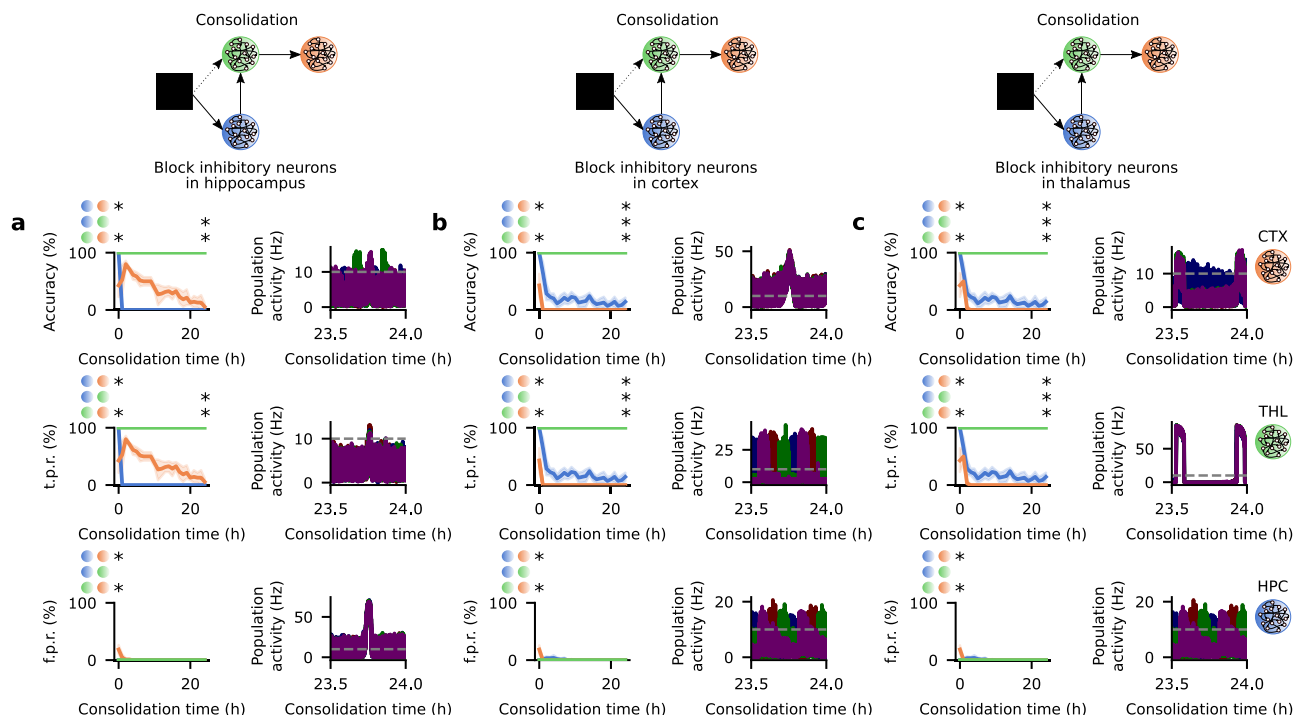 Consolidation
Consolidation
Consolidation
Block inhibitory neurons
in hippocampus
Block inhibitory neurons
in cortex
Block inhibitory neurons
in thalamus
a
*
*
*
*
Accuracy (%)
100
0
0
20
Consolidation time (h)
Population
activity (Hz)
10
0
23.5
24.0
Consolidation time (h)
b
*
*
*
*
Accuracy (%)
100
0
0
20
Consolidation time (h)
Population
activity (Hz)
50
25
0
23.5
24.0
Consolidation time (h)
c
*
*
*
*
Accuracy (%)
100
0
0
20
Consolidation time (h)
Population
activity (Hz)
10
0
23.5
24.0
Consolidation time (h)
CTX
*
*
*
*
t.p.r. (%)
100
0
0
20
Consolidation time (h)
Population
activity (Hz)
10
0
23.5
24.0
Consolidation time (h)
*
*
*
*
t.p.r. (%)
100
0
0
20
Consolidation time (h)
Population
activity (Hz)
25
0
23.5
24.0
Consolidation time (h)
*
*
*
*
t.p.r. (%)
100
0
0
20
Consolidation time (h)
Population
activity (Hz)
50
0
23.5
24.0
Consolidation time (h)
THL
*
*
f.p.r. (%)
100
0
0
20
Consolidation time (h)
Population
activity (Hz)
50
0
23.5
24.0
Consolidation time (h)
*
*
f.p.r. (%)
100
0
0
20
Consolidation time (h)
Population
activity (Hz)
20
10
0
23.5
24.0
Consolidation time (h)
*
*
f.p.r. (%)
100
0
0
20
Consolidation time (h)
Population
activity (Hz)
20
10
0
23.5
24.0
Consolidation time (h)
HPC